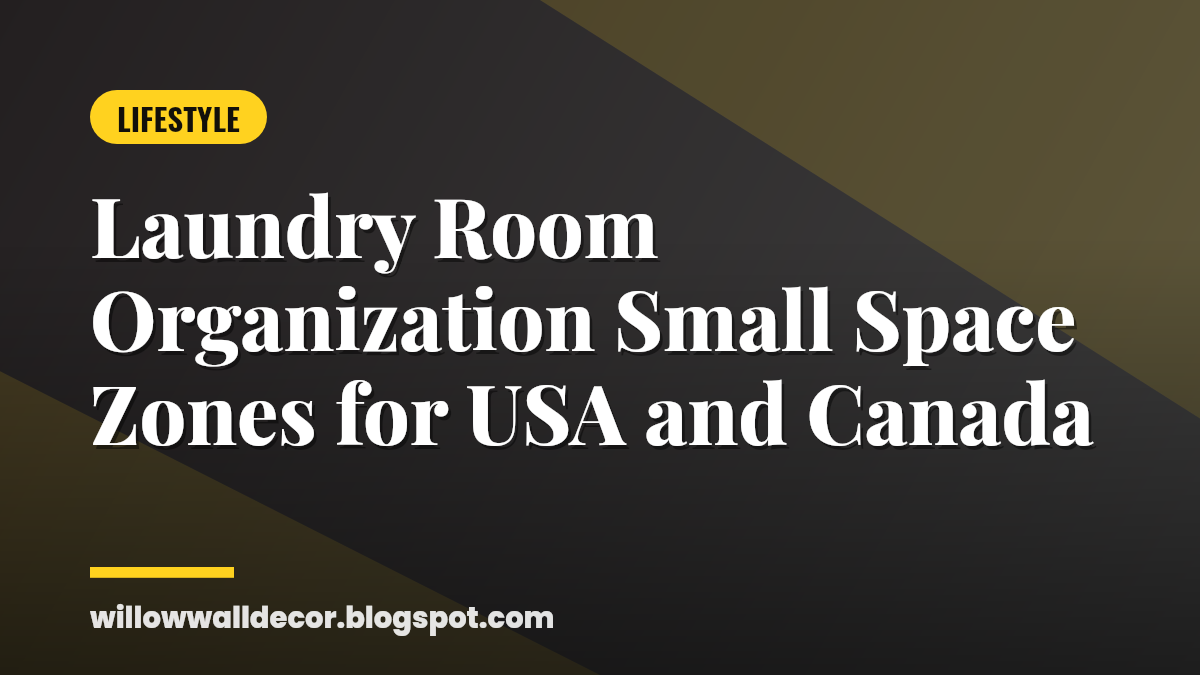 LIFESTYLE
Laundry Room
Organization Small Space
Zones for USA and Canada
willowwalldecor.blogspot.com